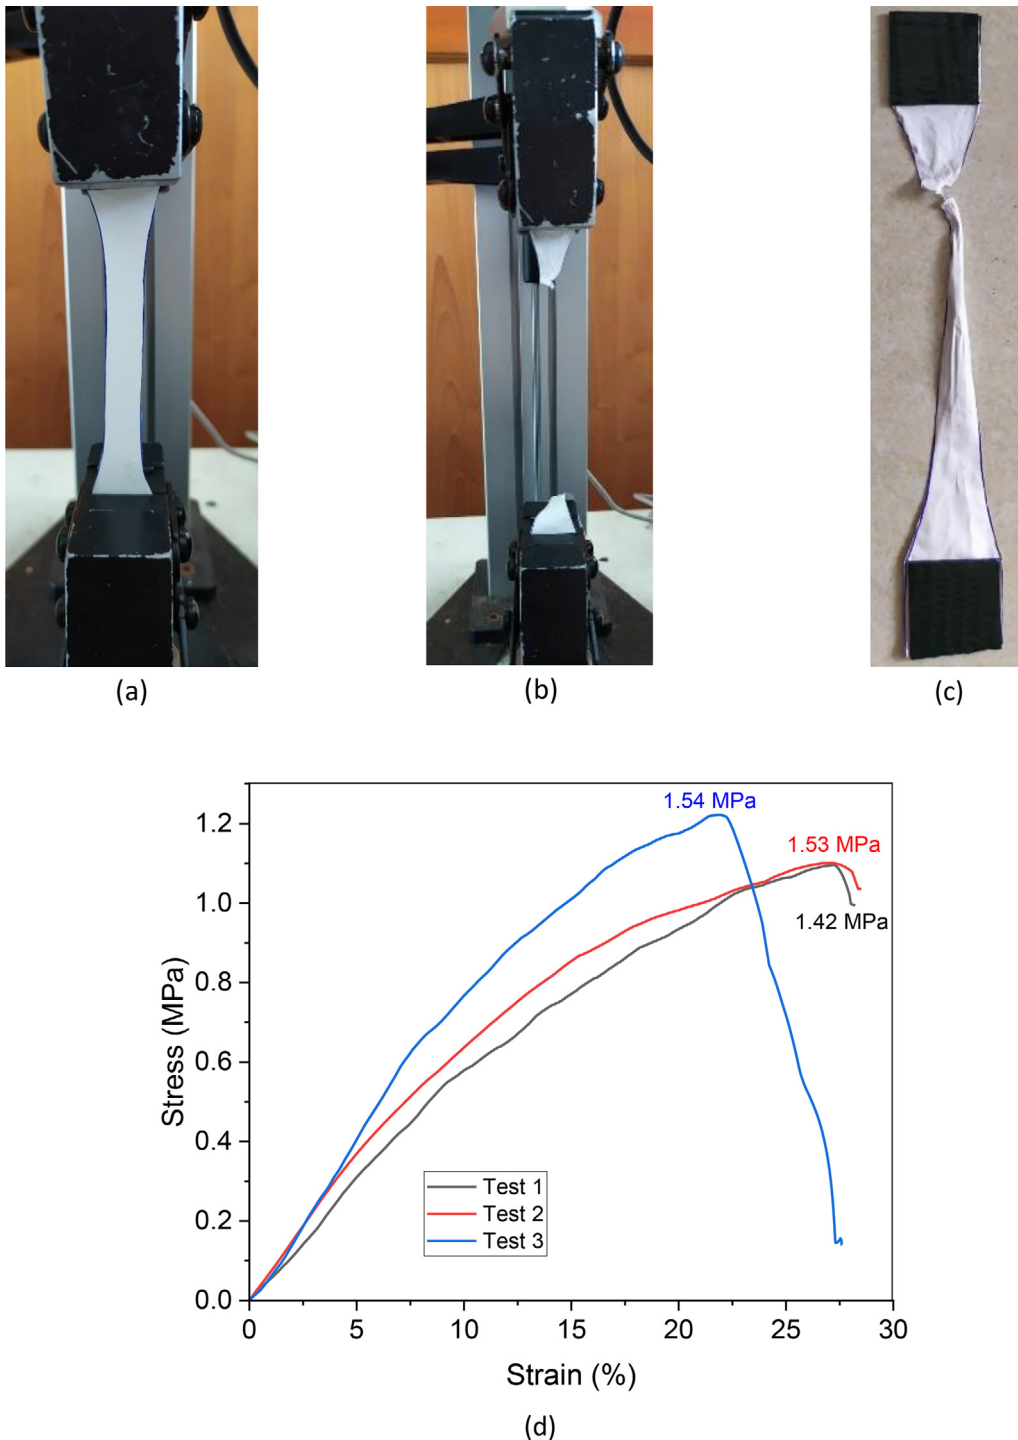 (a)
(b)
(c)
1.54 MPa
1.53 MPa
1.42 MPa
Stress (MPa)
1.2
1.0
0.8
0.6
0.4
0.2
0.0
Test 1
Test 2
Test 3
0 5 10 15 20 25 30
Strain (%)
(d)